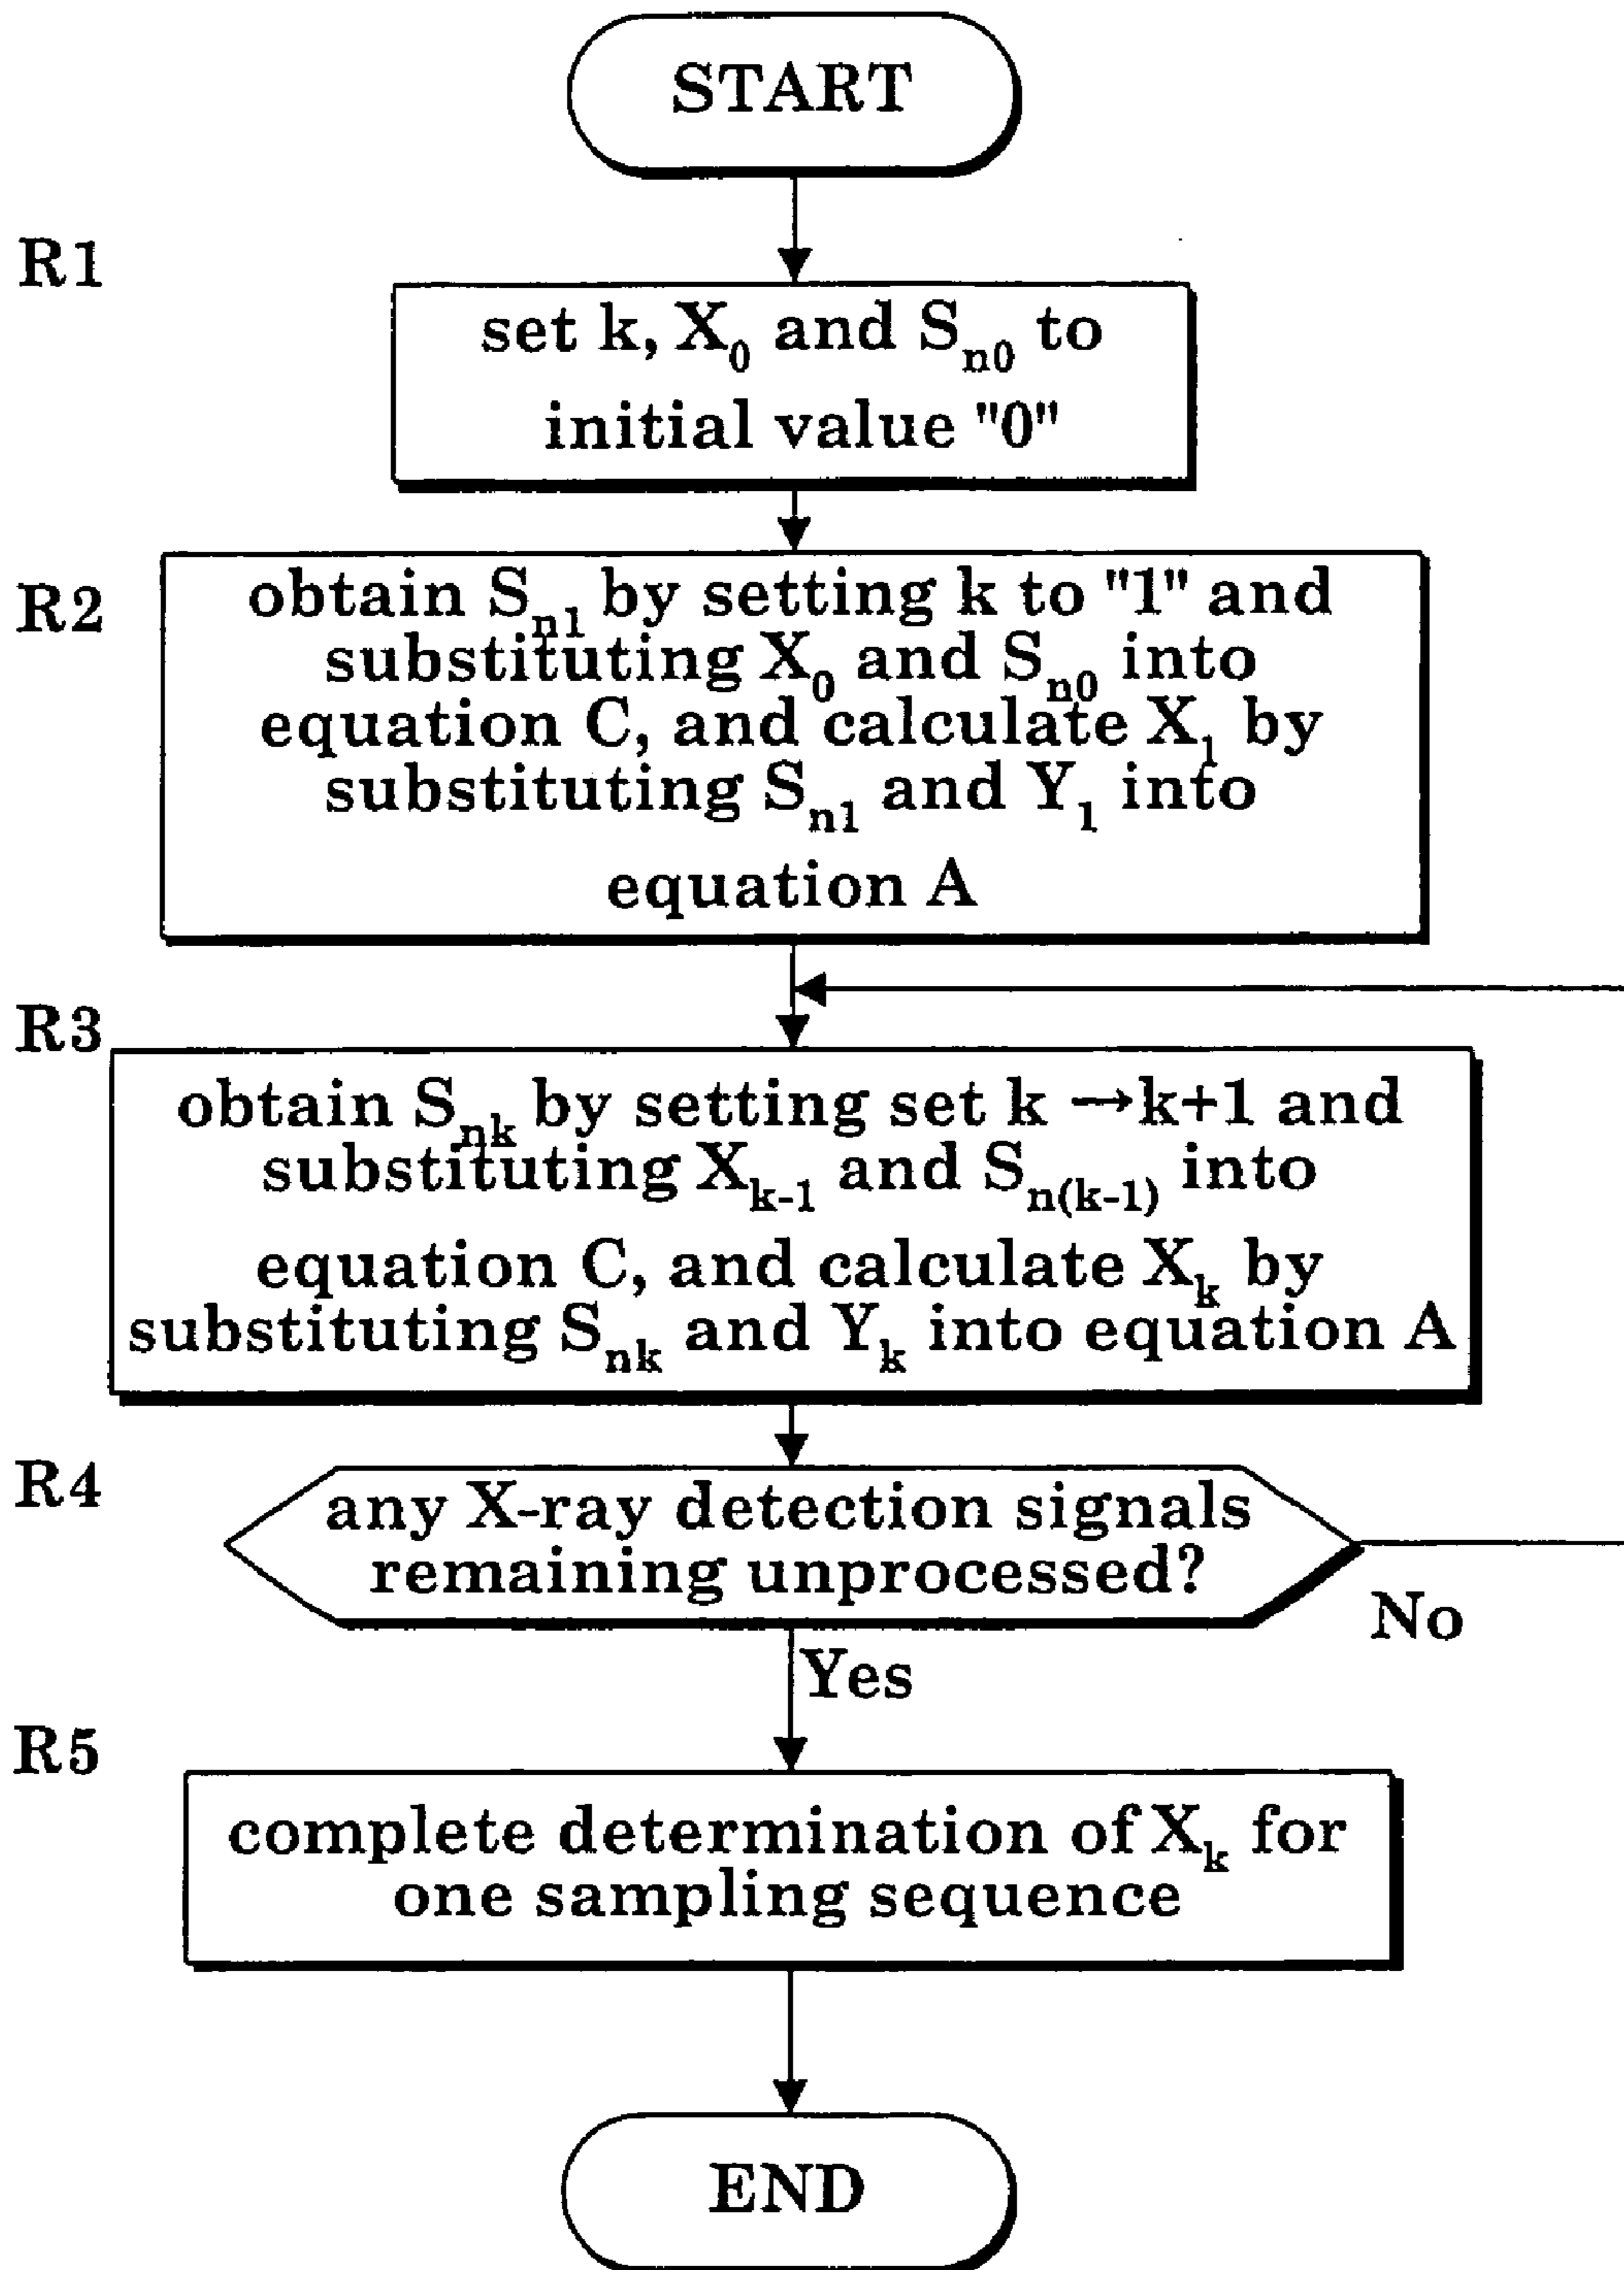 START
R1
set k, X₀ and Sₙ₀ to
initial value "0"
R2
obtain Sₙ₁ by setting k to "1" and
substituting X₀ and Sₙ₀ into
equation C, and calculate X₁ by
substituting Sₙ₁ and Y₁ into
equation A
R3
obtain Sₙₖ by setting set k →k+1 and
substituting Xₖ₋₁ and Sₙ₍ₖ₋₁₎ into
equation C, and calculate Xₖ by
substituting Sₙₖ and Yₖ into equation A
R4
any X-ray detection signals
remaining unprocessed?
No
Yes
R5
complete determination of Xₖ for
one sampling sequence
END